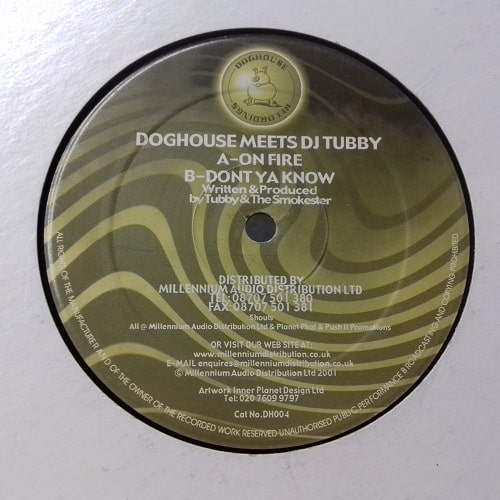 DOGHOUSE
RECORDINGS
DOGHOUSE MEETS DJ TUBBY
A-ON FIRE
B-DONT YA KNOW
Written & Produced
by Tubby & The Smokester
DISTRIBUTED BY
MILLENNIUM AUDIO DISTRIBUTION LTD
TEL: 08707 501 380
FAX: 08707 501 381
Shouts
All @ Millennium Audio Distribution Ltd & Planet Phat & Push It Promotions
OR VISIT OUR WEB SITE AT:
www.millenniumdistribution.co.uk
E-MAIL enquires@millenniumdistribution.co.uk
© Millennium Audio Distribution Ltd 2001
Artwork Inner Planet Design Ltd
Tel: 020 7609 9797
Cat No.DH004
ALL RIGHTS OF THE MANUFACTURER AND OF THE OWNER OF THE RECORDED WORK RESERVED-UNAUTHORISED PUBLIC PERFORMANCE BROADCASTING AND COPYING PROHIBITED